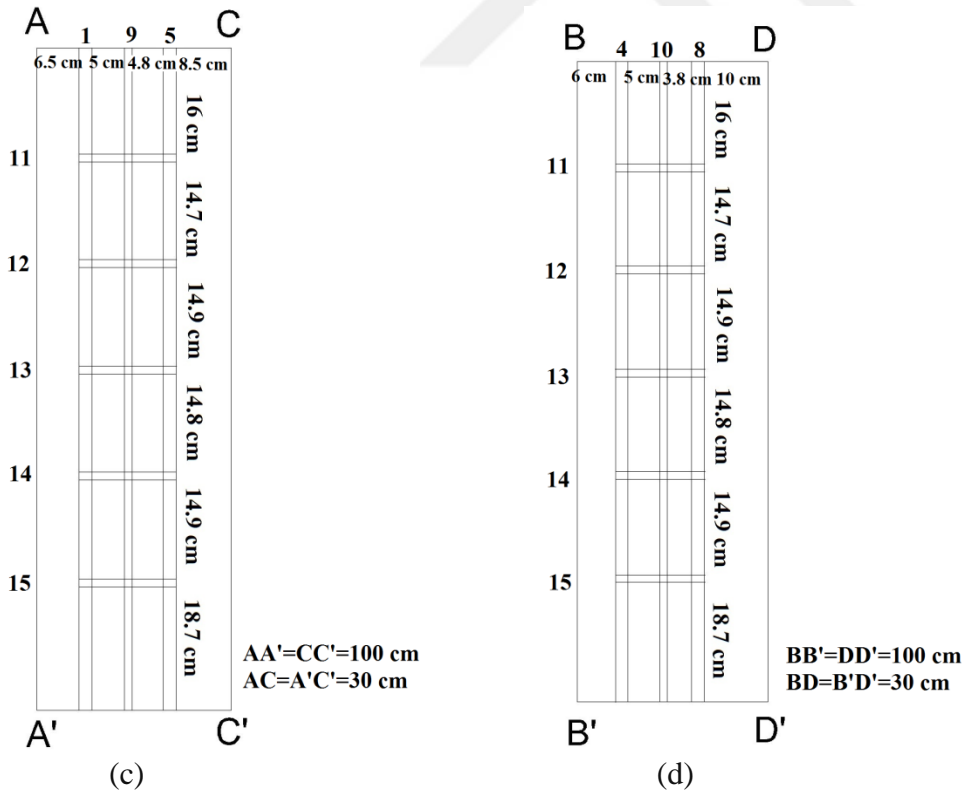 A C
1 9 5
6.5 cm 5 cm 4.8 cm 8.5 cm
16 cm
11
14.7 cm
12
14.9 cm
13
14.8 cm
14
14.9 cm
15
18.7 cm
AA'=CC'=100 cm
AC=A'C'=30 cm
A' C'
(c)
B D
4 10 8
6 cm 5 cm 3.8 cm 10 cm
16 cm
11
14.7 cm
12
14.9 cm
13
14.8 cm
14
14.9 cm
15
18.7 cm
BB'=DD'=100 cm
BD=B'D'=30 cm
B' D'
(d)